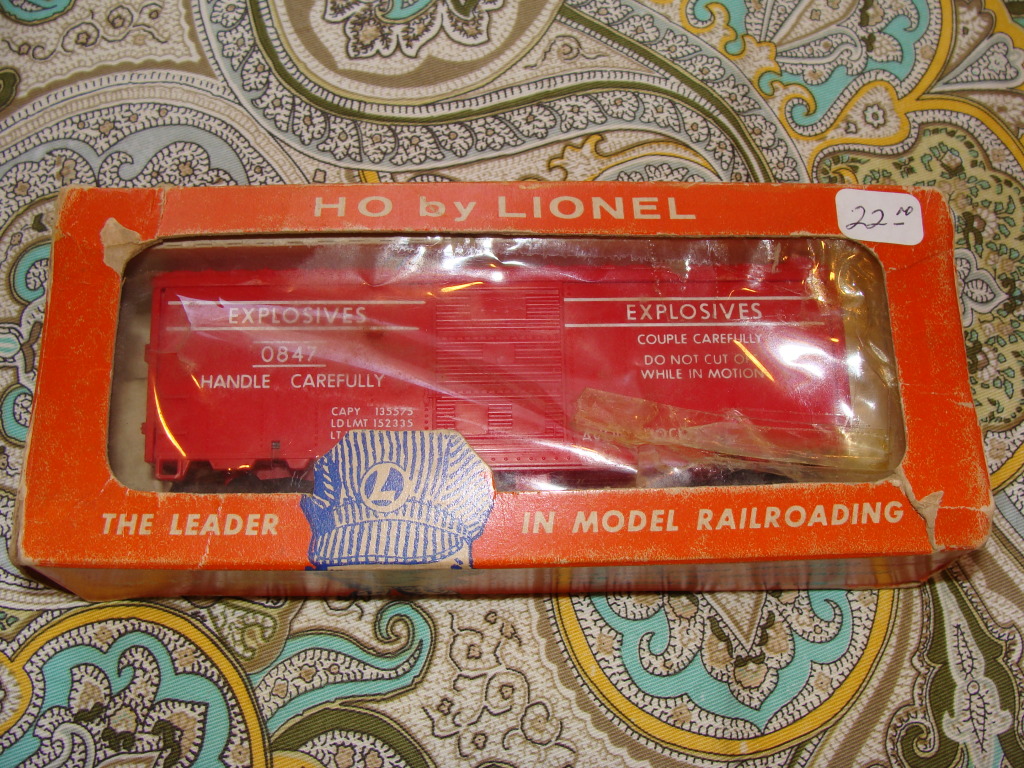 HO by LIONEL
22.00
EXPLOSIVES
0847
HANDLE CAREFULLY
CAPY 135575
LD LMT 152335
LT
EXPLOSIVES
COUPLE CAREFULLY
DO NOT CUT OFF
WHILE IN MOTION
L
THE LEADER IN MODEL RAILROADING